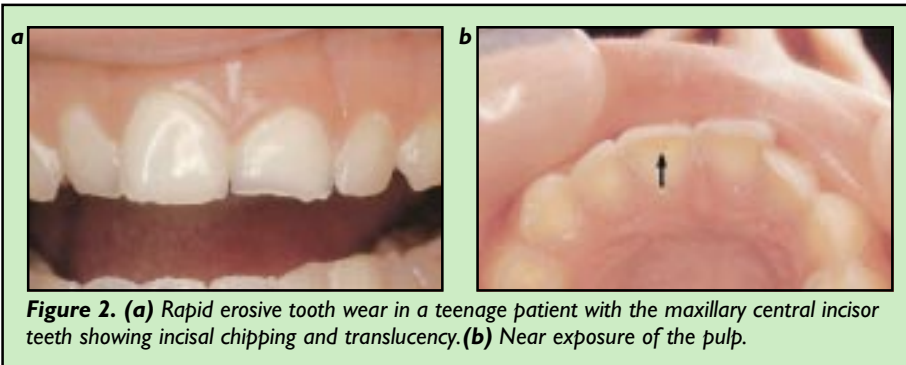 a
b
Figure 2. (a) Rapid erosive tooth wear in a teenage patient with the maxillary central incisor
teeth showing incisal chipping and translucency.(b) Near exposure of the pulp.